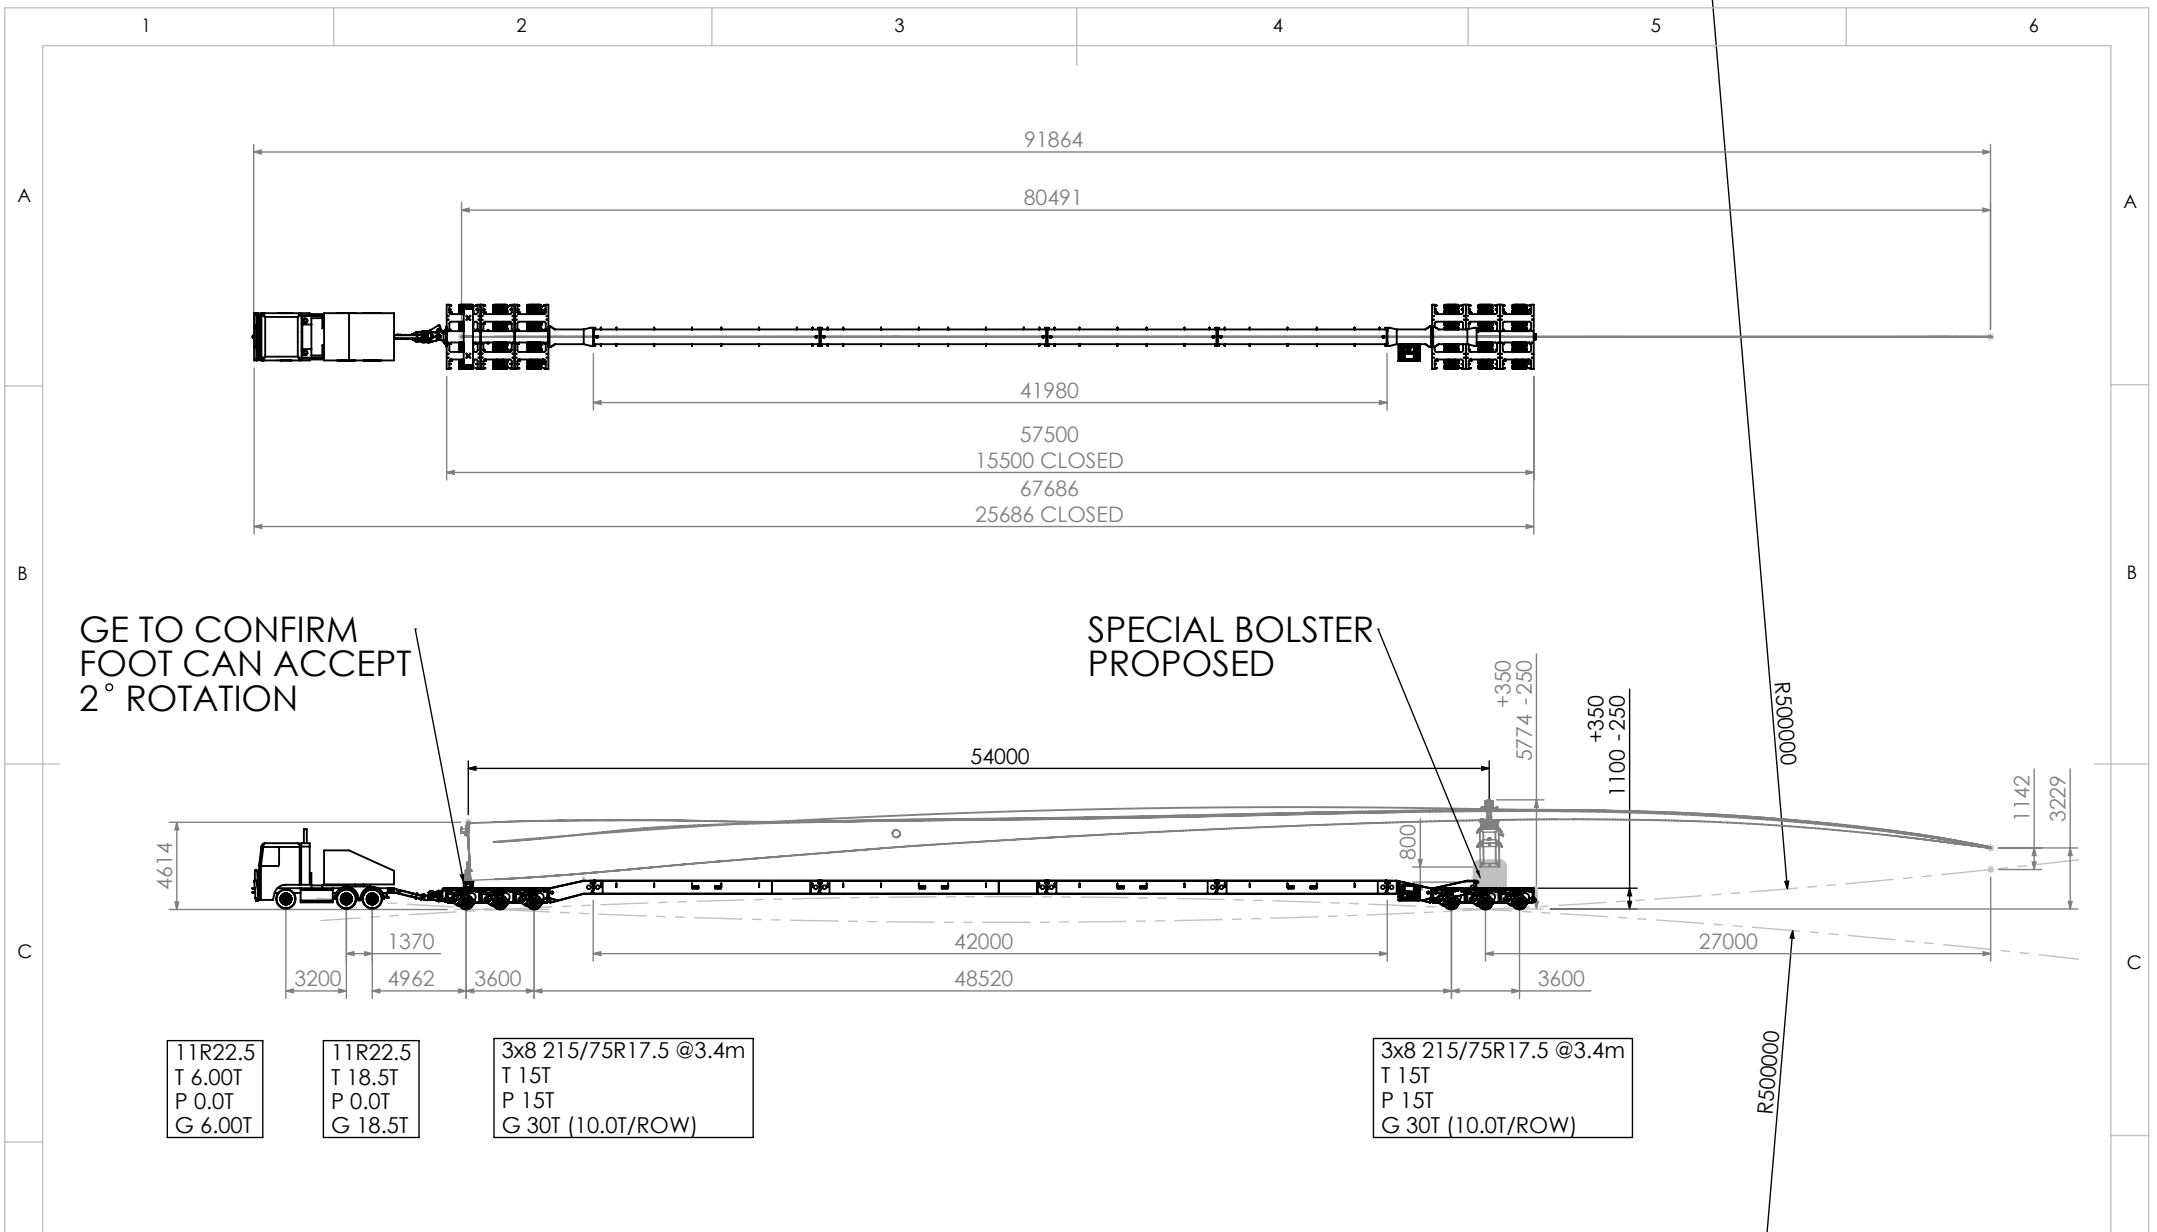 1 2 3 4 5 6
91864
A A
80491
41980
57500
15500 CLOSED
67686
25686 CLOSED
B B
GE TO CONFIRM
FOOT CAN ACCEPT
2° ROTATION
SPECIAL BOLSTER
PROPOSED
+350
5774 -250
+350
1100 -250
R500000
54000
1142
3229
4614
800
C C
1370
42000
27000
3200
4962
3600
48520
3600
R500000
11R22.5
T 6.00T
P 0.0T
G 6.00T
11R22.5
T 18.5T
P 0.0T
G 18.5T
3x8 215/75R17.5 @3.4m
T 15T
P 15T
G 30T (10.0T/ROW)
3x8 215/75R17.5 @3.4m
T 15T
P 15T
G 30T (10.0T/ROW)